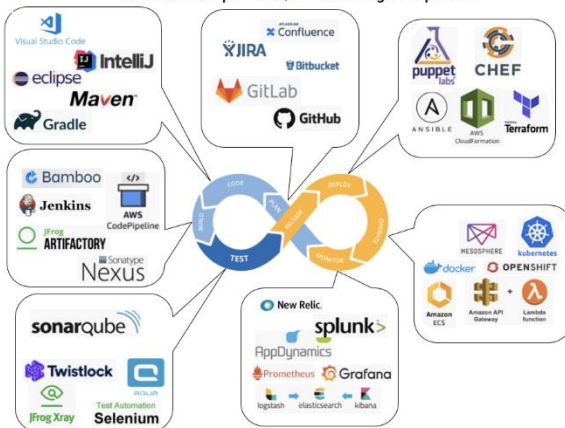 Visual Studio Code
IntelliJ
eclipse
Maven
Gradle
Confluence
JIRA
Bitbucket
GitLab
GitHub
puppet
labs
CHEF
ANSIBLE
AWS
CloudFormation
Terraform
Bamboo
Jenkins
AWS
CodePipeline
JFrog
ARTIFACTORY
Sonatype
Nexus
CODE
BUILD
TEST
PLAN
RELEASE
DEPLOY
OPERATE
MONITOR
MESOSPHERE
kubernetes
docker
OPENSHIFT
Amazon
ECS
Amazon API
Gateway
+
Lambda
function
sonarqube
Twistlock
aqua
JFrog Xray
Test Automation
Selenium
New Relic.
splunk>
AppDynamics
Prometheus
Grafana
logstash
elasticsearch
kibana